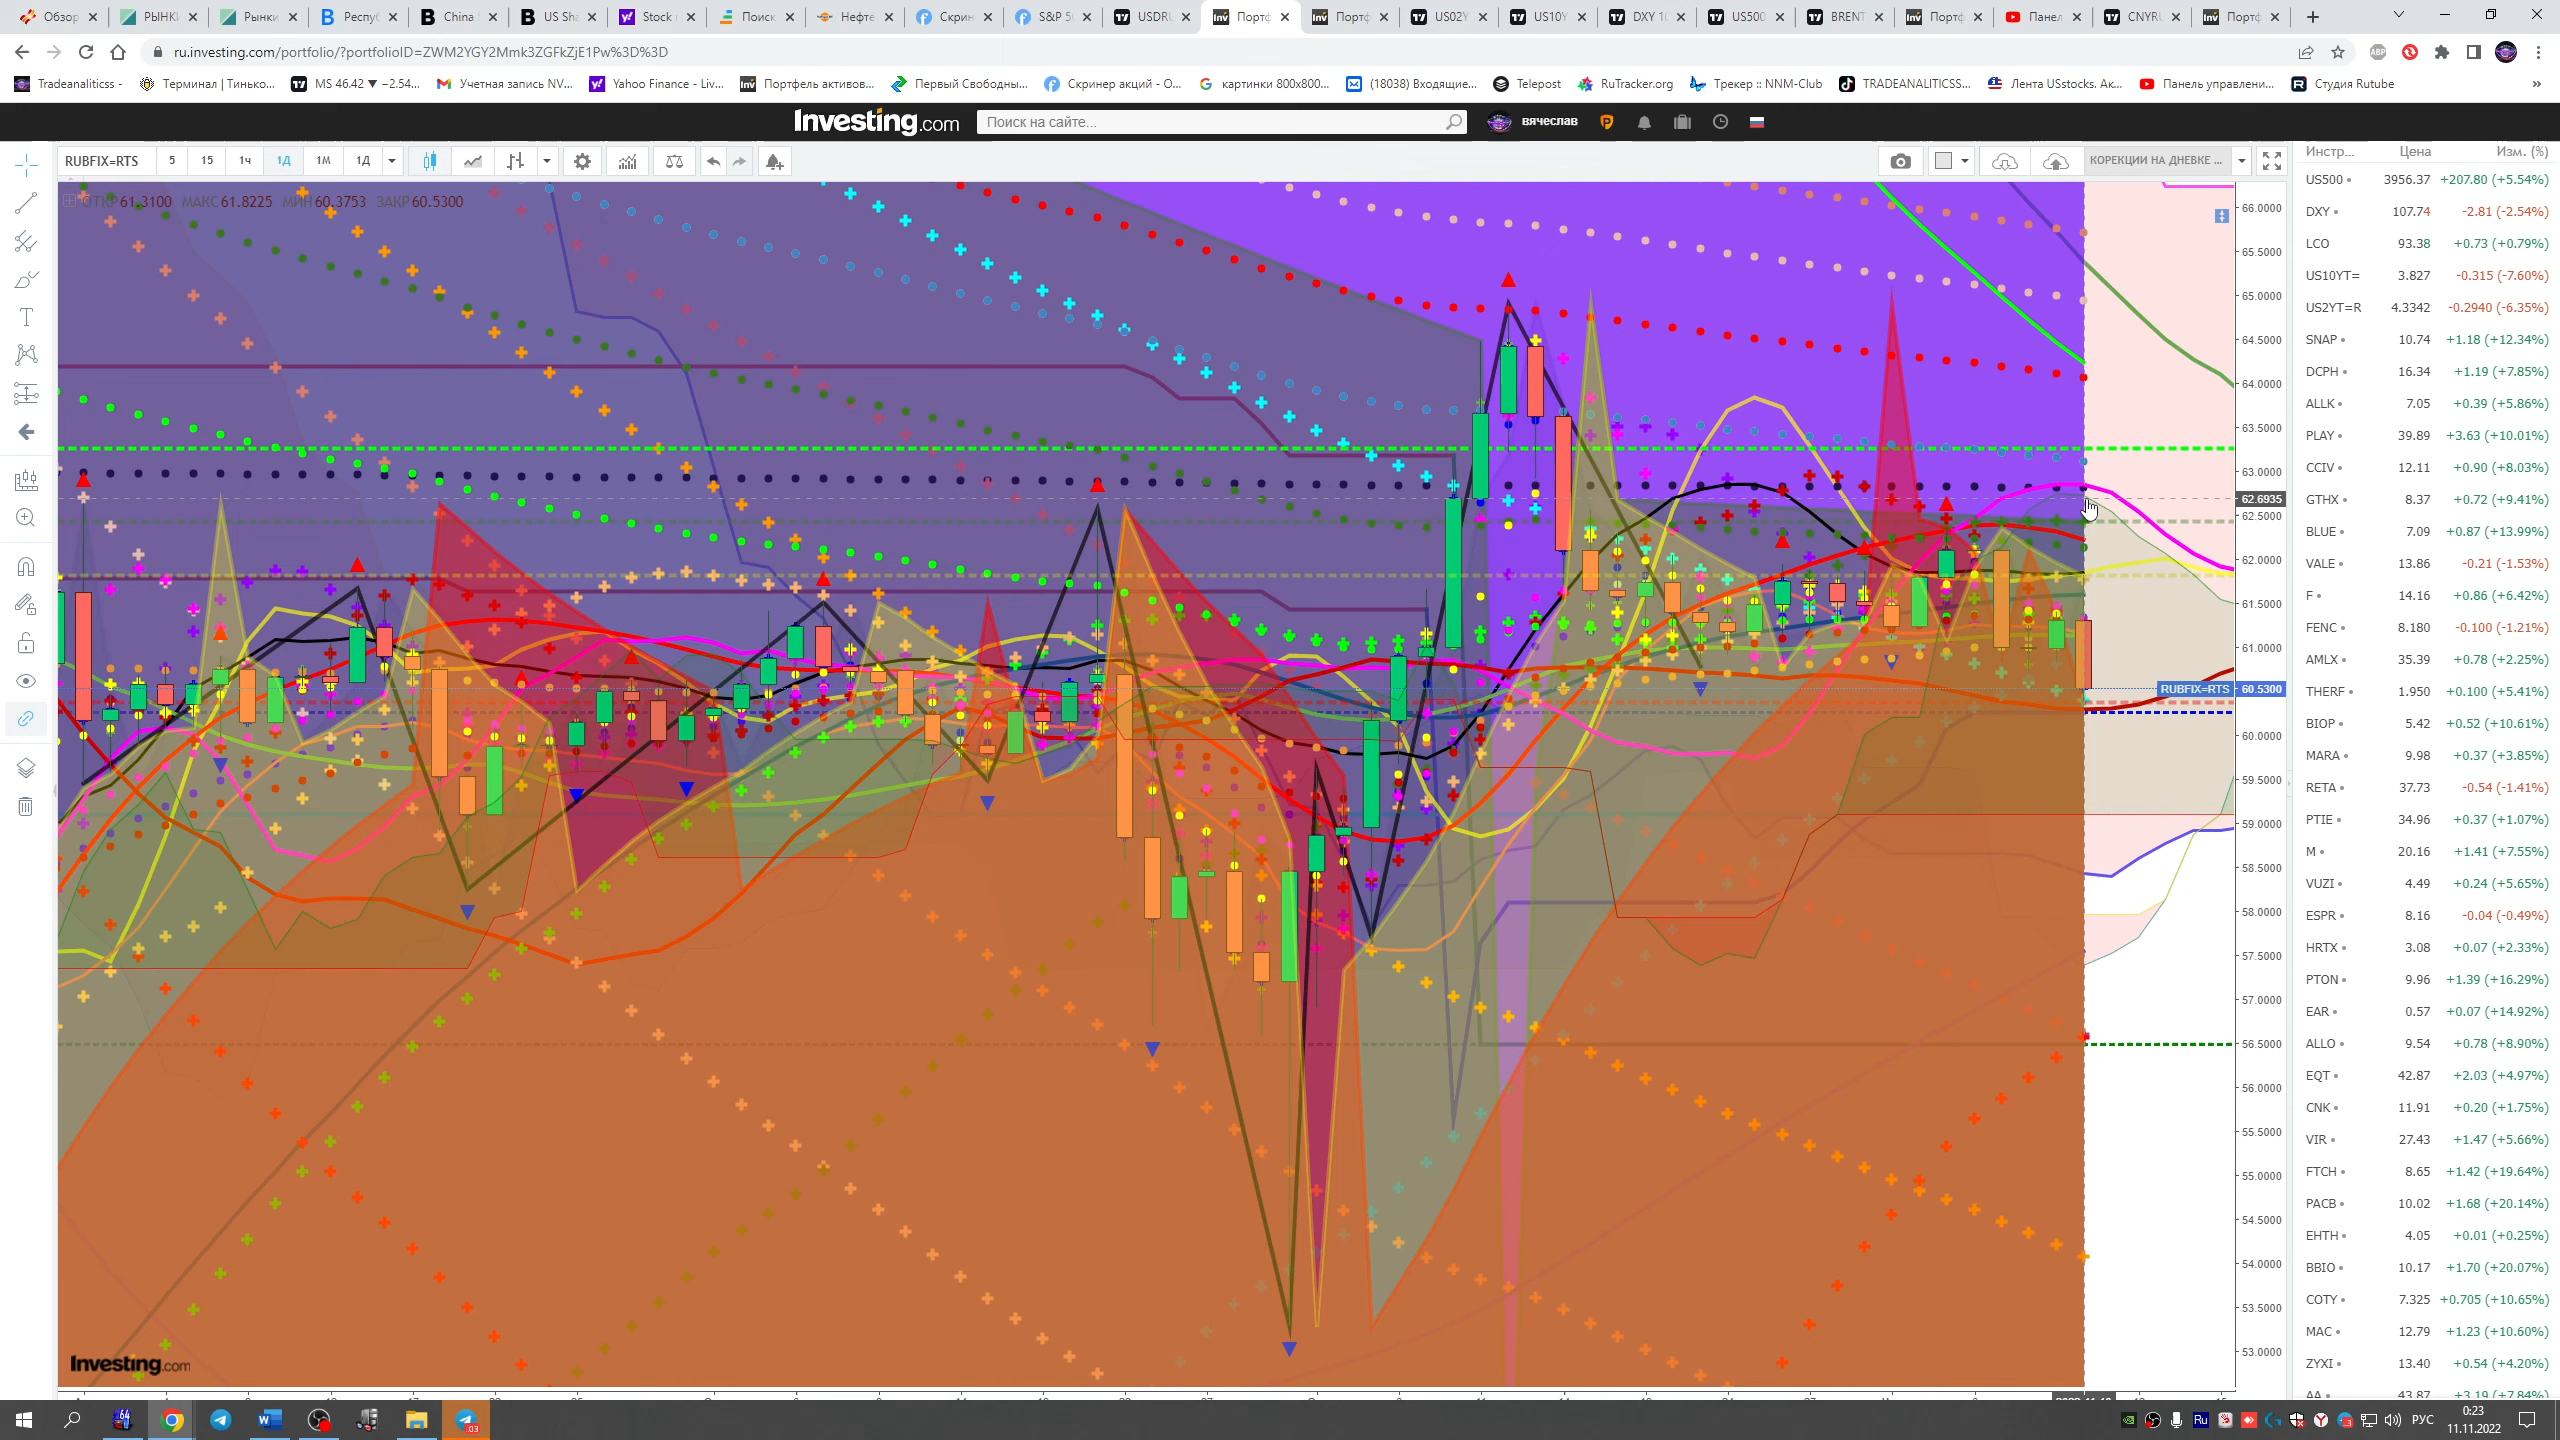 Обзор
РЫНКИ
Рынки
Респу
China S
US Sha
Stock
Поиск
Нефте
Скрин
S&P 5
USDRU
Портф
Портф
US02Y
US10Y
DXY 10
US500
BRENT
Портф
Панел
CNYRU
Портф
ru.investing.com/portfolio/?portfolioID=ZWM2YGY2Mmk3ZGFkZjE1Pw%3D%3D
Tradeanaliticss -
Терминал | Тинько...
MS 46.42 ▼ −2.54...
Учетная запись NV...
Yahoo Finance - Liv...
Портфель активов...
Первый Свободны...
Скринер акций - О...
картинки 800x800...
(18038) Входящие...
Telepost
RuTracker.org
Трекер :: NNM-Club
TRADEANALITICSS...
Лента USstocks. Ак...
Панель управлени...
Студия Rutube
Investing.com
Поиск на сайте...
вячеслав
RUBFIX=RTS
5
15
1ч
1Д
1М
1Д
КОРЕКЦИИ НА ДНЕВКЕ ...
ОТКР 61.3100 МАКС 61.8225 МИН 60.3753 ЗАКР 60.5300
66.0000
65.5000
65.0000
64.5000
64.0000
63.5000
63.0000
62.6935
62.5000
62.0000
61.5000
61.0000
RUBFIX=RTS 60.5300
60.0000
59.5000
59.0000
58.5000
58.0000
57.5000
57.0000
56.5000
56.0000
55.5000
55.0000
54.5000
54.0000
53.5000
53.0000
Инстр... Цена Изм. (%)
US500 3956.37 +207.80 (+5.54%)
DXY 107.74 -2.81 (-2.54%)
LCO 93.38 +0.73 (+0.79%)
US10YT= 3.827 -0.315 (-7.60%)
US2YT=R 4.3342 -0.2940 (-6.35%)
SNAP 10.74 +1.18 (+12.34%)
DCPH 16.34 +1.19 (+7.85%)
ALLK 7.05 +0.39 (+5.86%)
PLAY 39.89 +3.63 (+10.01%)
CCIV 12.11 +0.90 (+8.03%)
GTHX 8.37 +0.72 (+9.41%)
BLUE 7.09 +0.87 (+13.99%)
VALE 13.86 -0.21 (-1.53%)
F 14.16 +0.86 (+6.42%)
FENC 8.180 -0.100 (-1.21%)
AMLX 35.39 +0.78 (+2.25%)
THERF 1.950 +0.100 (+5.41%)
BIOP 5.42 +0.52 (+10.61%)
MARA 9.98 +0.37 (+3.85%)
RETA 37.73 -0.54 (-1.41%)
PTIE 34.96 +0.37 (+1.07%)
M 20.16 +1.41 (+7.55%)
VUZI 4.49 +0.24 (+5.65%)
ESPR 8.16 -0.04 (-0.49%)
HRTX 3.08 +0.07 (+2.33%)
PTON 9.96 +1.39 (+16.29%)
EAR 0.57 +0.07 (+14.92%)
ALLO 9.54 +0.78 (+8.90%)
EQT 42.87 +2.03 (+4.97%)
CNK 11.91 +0.20 (+1.75%)
VIR 27.43 +1.47 (+5.66%)
FTCH 8.65 +1.42 (+19.64%)
PACB 10.02 +1.68 (+20.14%)
EHTH 4.05 +0.01 (+0.25%)
BBIO 10.17 +1.70 (+20.07%)
COTY 7.325 +0.705 (+10.65%)
MAC 12.79 +1.23 (+10.60%)
ZYXI 13.40 +0.54 (+4.20%)
AA 43.87 +3.19 (+7.84%)
Investing.com
РУС
0:23
11.11.2022